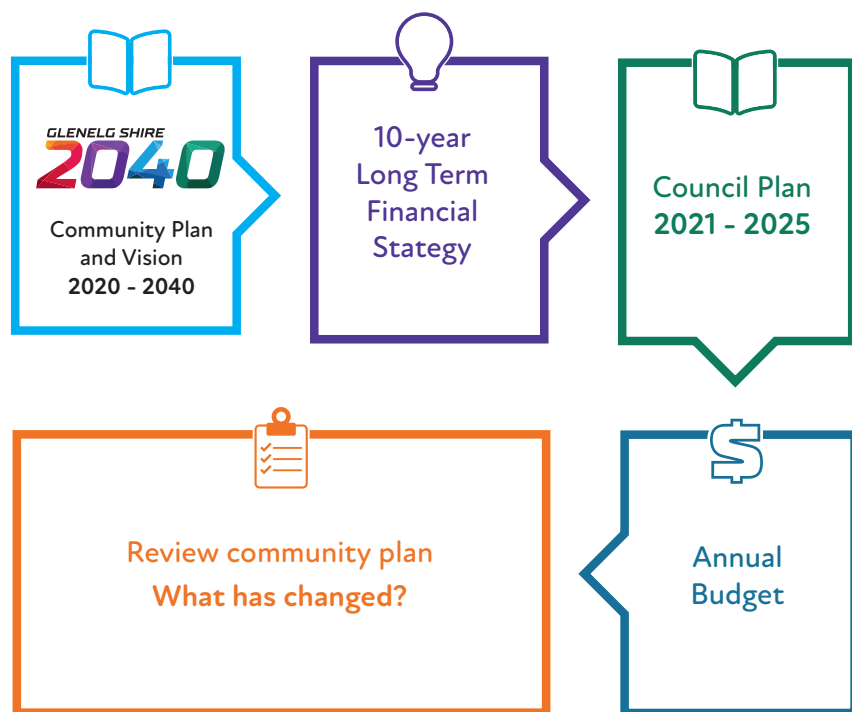 GLENELG SHIRE
2040
Community Plan
and Vision
2020 - 2040
10-year
Long Term
Financial
Stategy
Council Plan
2021 - 2025
Review community plan
What has changed?
$
Annual
Budget